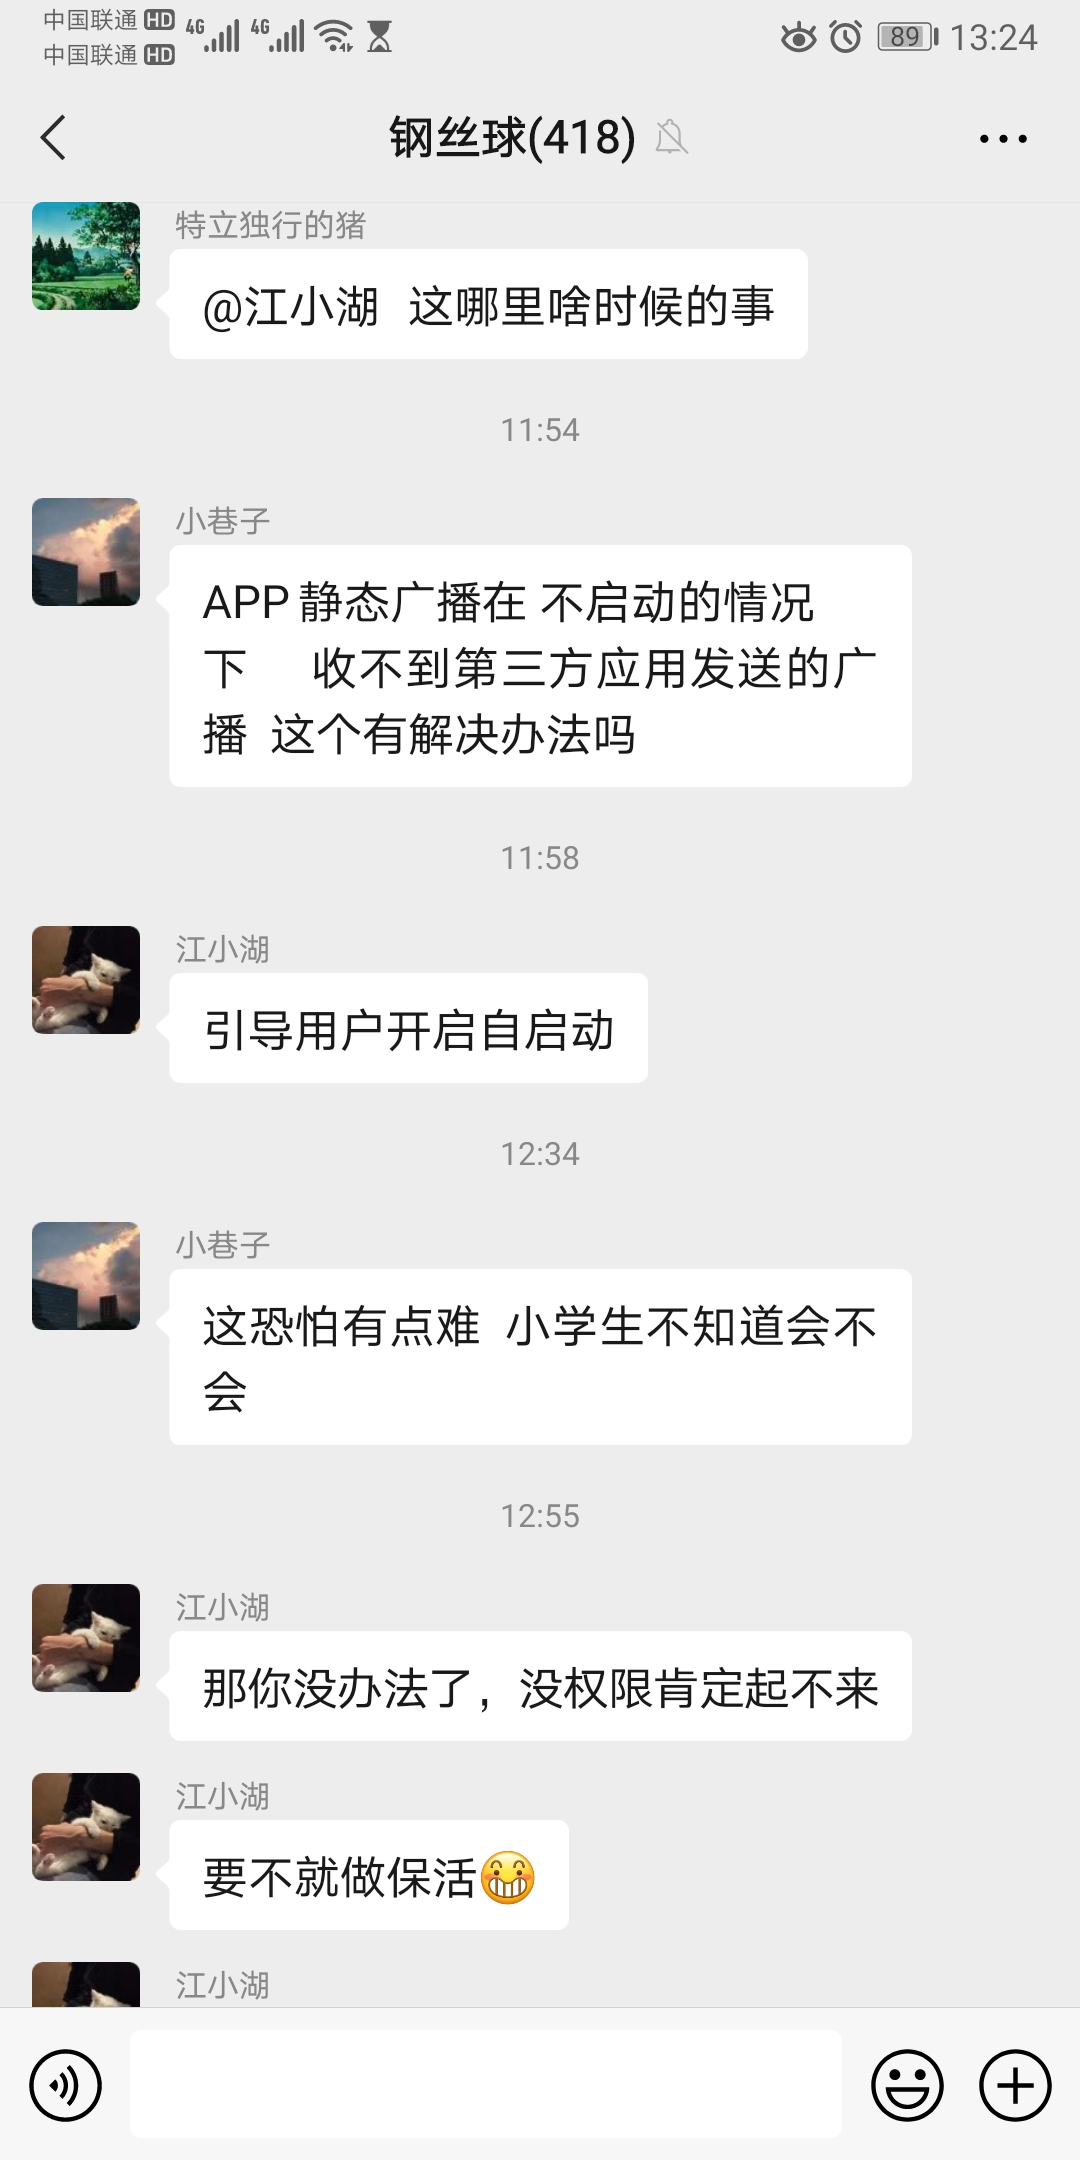 中国联通 HD 4G 4G 89 13:24
中国联通 HD
钢丝球(418)
特立独行的猪
@江小湖 这哪里啥时候的事
11:54
小巷子
APP静态广播在 不启动的情况
下 收不到第三方应用发送的广
播 这个有解决办法吗
11:58
江小湖
引导用户开启自启动
12:34
小巷子
这恐怕有点难 小学生不知道会不
会
12:55
江小湖
那你没办法了，没权限肯定起不来
江小湖
要不就做保活
江小湖